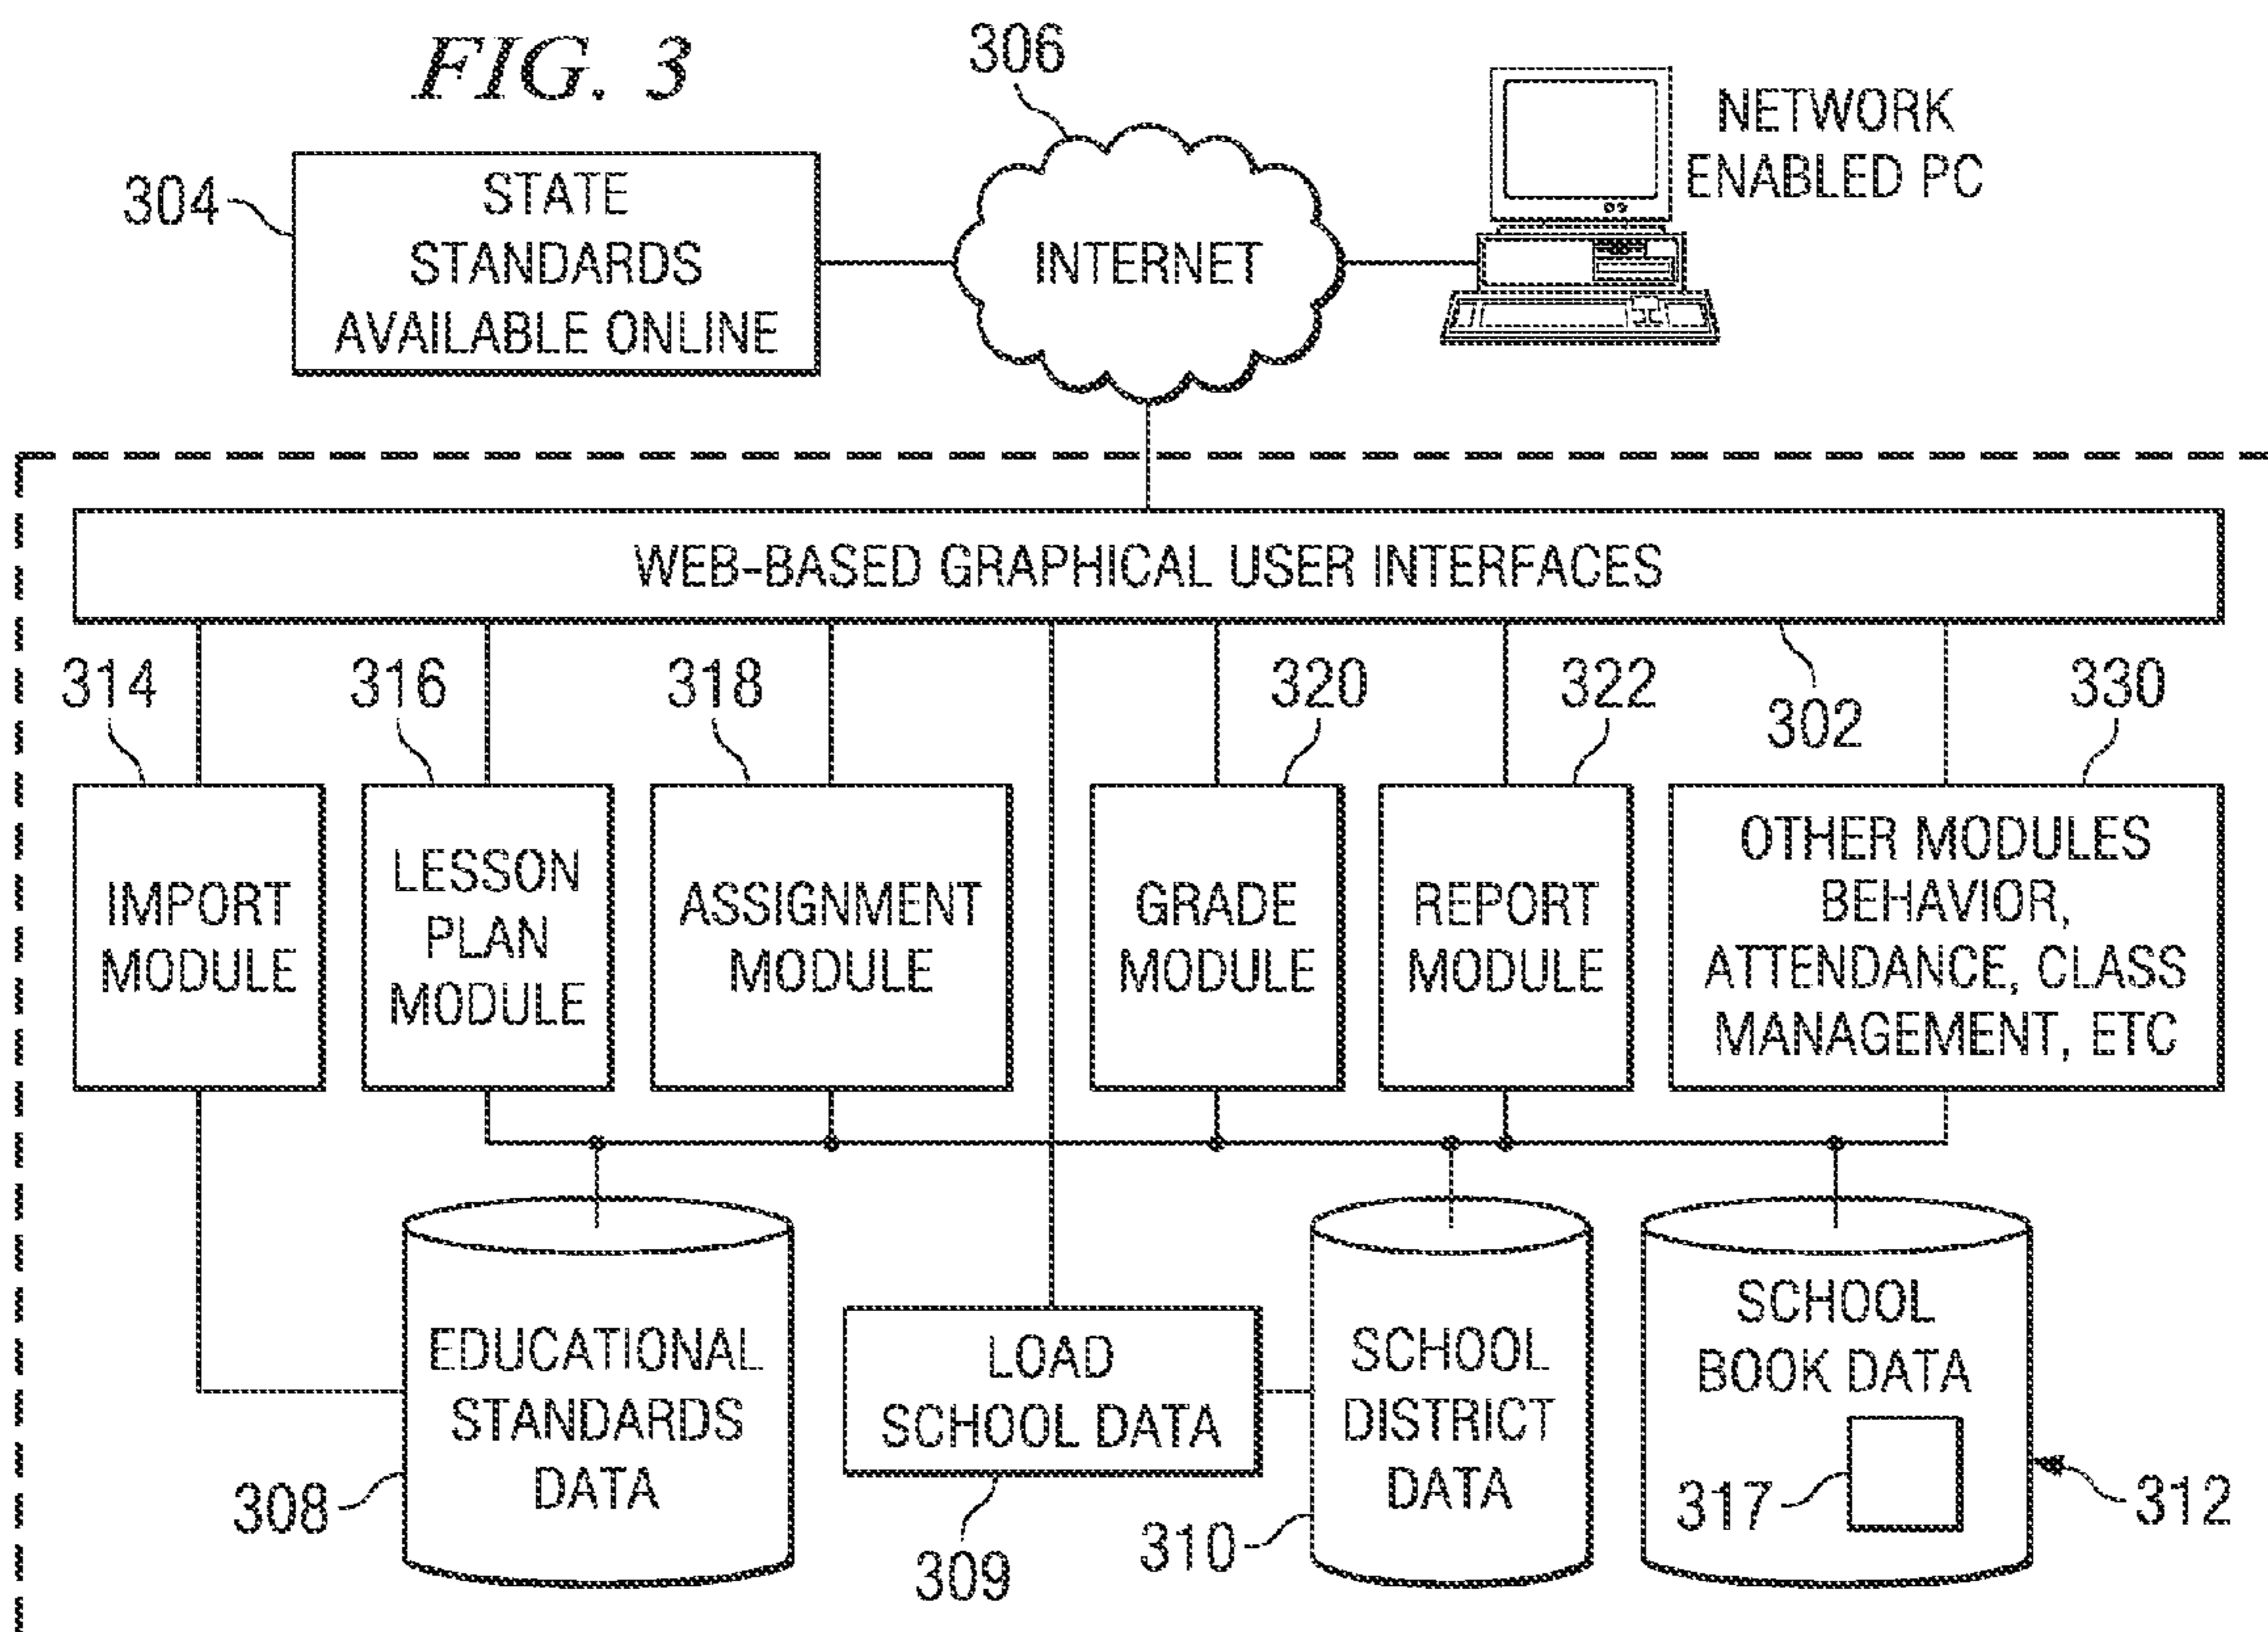 FIG. 3
306
NETWORK
ENABLED PC
304
STATE
STANDARDS
AVAILABLE ONLINE
INTERNET
WEB-BASED GRAPHICAL USER INTERFACES
314
316
318
320
322
302
330
IMPORT
MODULE
LESSON
PLAN
MODULE
ASSIGNMENT
MODULE
GRADE
MODULE
REPORT
MODULE
OTHER MODULES
BEHAVIOR,
ATTENDANCE, CLASS
MANAGEMENT, ETC
EDUCATIONAL
STANDARDS
DATA
308
LOAD
SCHOOL DATA
309
SCHOOL
DISTRICT
DATA
310
SCHOOL
BOOK DATA
317
312